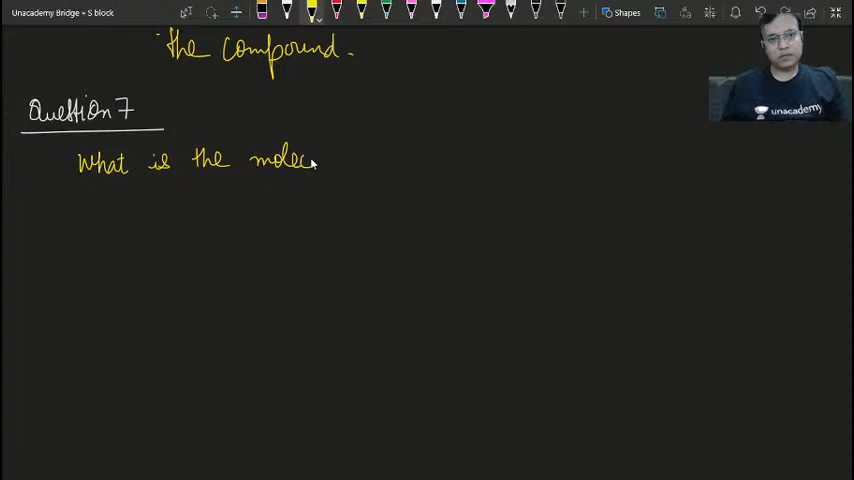 Unacademy Bridge – S block
Shapes
the compound.
unacademy
Question 7
What is the molec